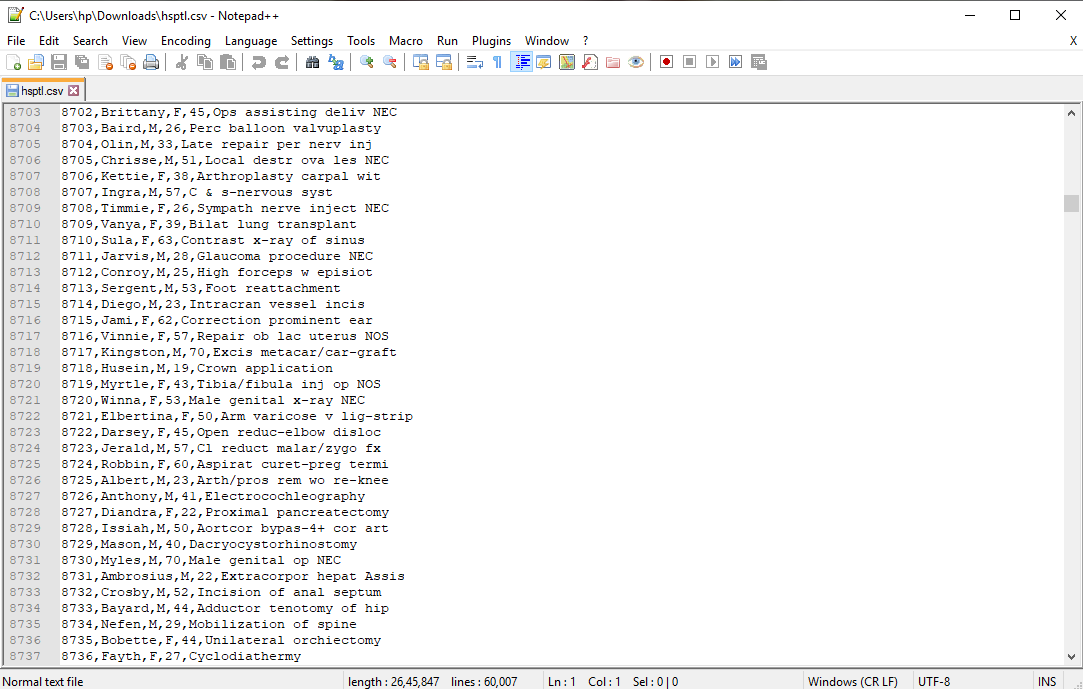 C:\Users\hp\Downloads\hsptl.csv - Notepad++
File Edit Search View Encoding Language Settings Tools Macro Run Plugins Window ? X
hsptl.csv
8703 8702,Brittany,F,45,Ops assisting deliv NEC
8704 8703,Baird,M,26,Perc balloon valvuplasty
8705 8704,Olin,M,33,Late repair per nerv inj
8706 8705,Chrisse,M,51,Local destr ova les NEC
8707 8706,Kettie,F,38,Arthroplasty carpal wit
8708 8707,Ingra,M,57,C & s-nervous syst
8709 8708,Timmie,F,26,Sympath nerve inject NEC
8710 8709,Vanya,F,39,Bilat lung transplant
8711 8710,Sula,F,63,Contrast x-ray of sinus
8712 8711,Jarvis,M,28,Glaucoma procedure NEC
8713 8712,Conroy,M,25,High forceps w episiot
8714 8713,Sergent,M,53,Foot reattachment
8715 8714,Diego,M,23,Intracran vessel incis
8716 8715,Jami,F,62,Correction prominent ear
8717 8716,Vinnie,F,57,Repair ob lac uterus NOS
8718 8717,Kingston,M,70,Excis metacar/car-graft
8719 8718,Husein,M,19,Crown application
8720 8719,Myrtle,F,43,Tibia/fibula inj op NOS
8721 8720,Winna,F,53,Male genital x-ray NEC
8722 8721,Elbertina,F,50,Arm varicose v lig-strip
8723 8722,Darsey,F,45,Open reduc-elbow disloc
8724 8723,Jerald,M,57,Cl reduct malar/zygo fx
8725 8724,Robbin,F,60,Aspirat curet-preg termi
8726 8725,Albert,M,23,Arth/pros rem wo re-knee
8727 8726,Anthony,M,41,Electrocochleography
8728 8727,Diandra,F,22,Proximal pancreatectomy
8729 8728,Issiah,M,50,Aortcor bypas-4+ cor art
8730 8729,Mason,M,40,Dacryocystorhinostomy
8731 8730,Myles,M,70,Male genital op NEC
8732 8731,Ambrosius,M,22,Extracorpor hepat Assis
8733 8732,Crosby,M,52,Incision of anal septum
8734 8733,Bayard,M,44,Adductor tenotomy of hip
8735 8734,Nefen,M,29,Mobilization of spine
8736 8735,Bobette,F,44,Unilateral orchiectomy
8737 8736,Fayth,F,27,Cyclodiathermy
Normal text file length : 26,45,847 lines : 60,007 Ln : 1 Col : 1 Sel : 0 | 0 Windows (CR LF) UTF-8 INS